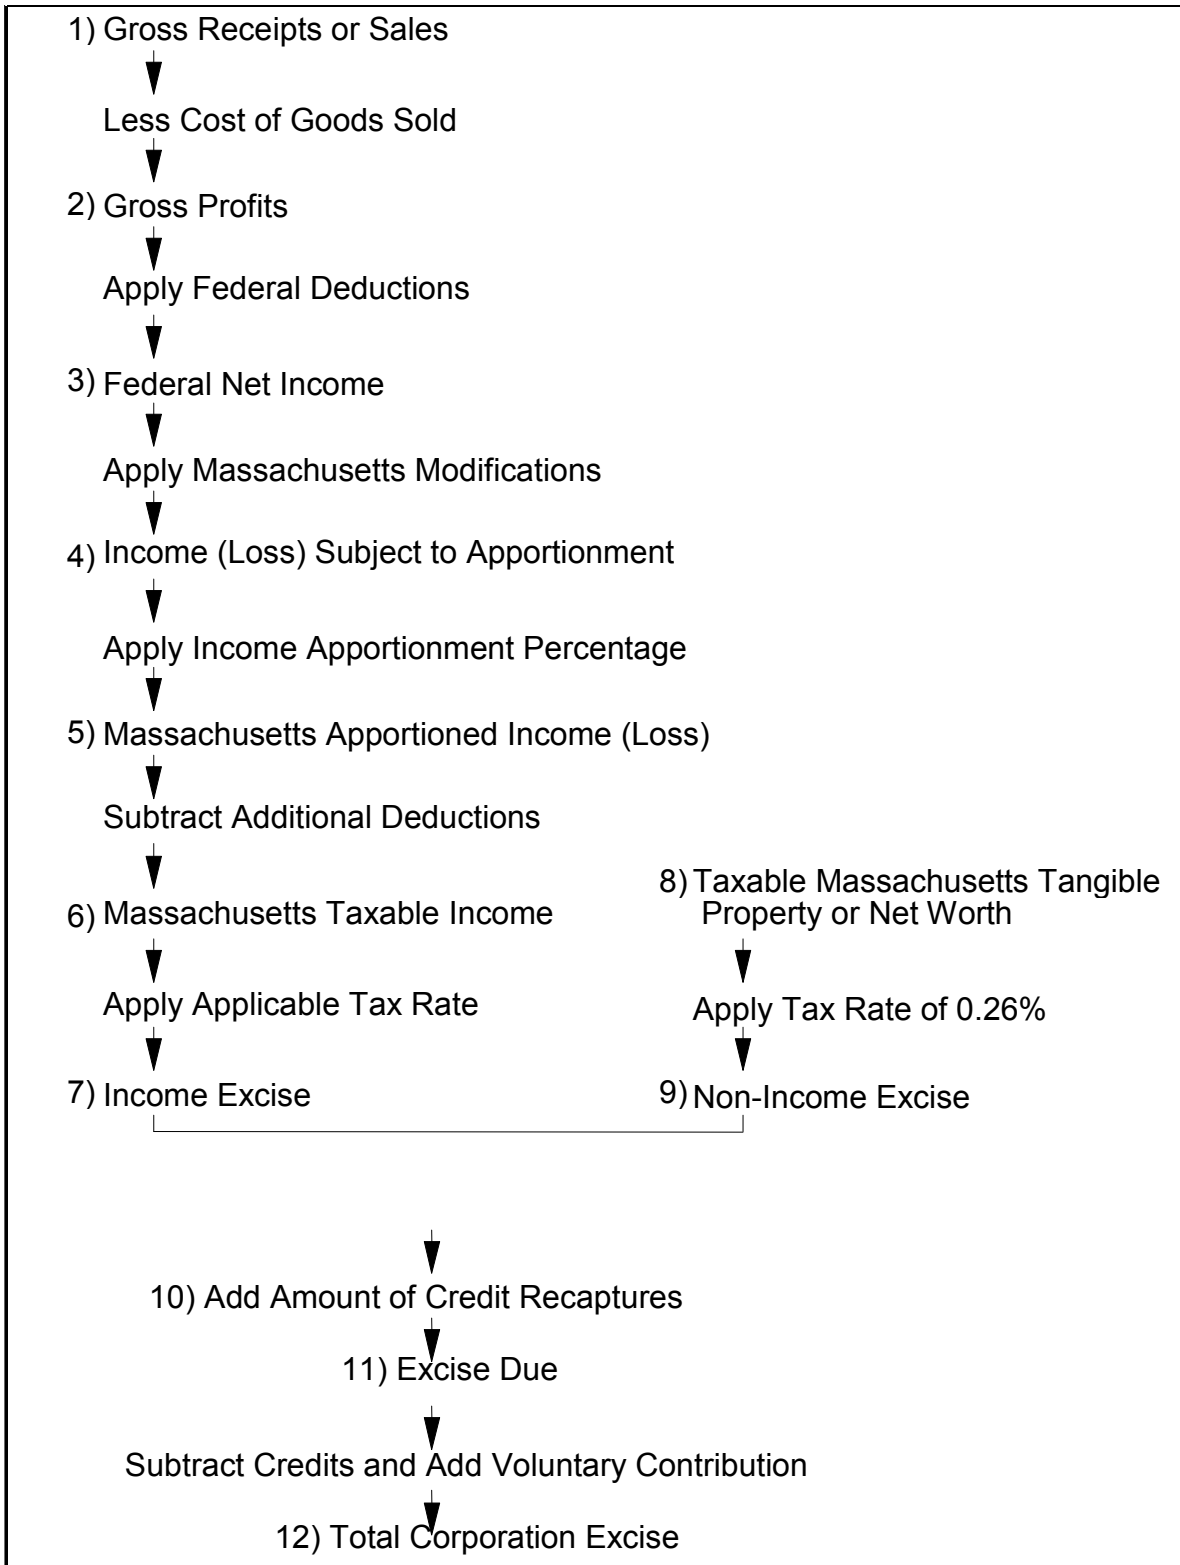 1) Gross Receipts or Sales
Less Cost of Goods Sold
2) Gross Profits
Apply Federal Deductions
3) Federal Net Income
Apply Massachusetts Modifications
4) Income (Loss) Subject to Apportionment
Apply Income Apportionment Percentage
5) Massachusetts Apportioned Income (Loss)
Subtract Additional Deductions
6) Massachusetts Taxable Income
Apply Applicable Tax Rate
7) Income Excise
8) Taxable Massachusetts Tangible
Property or Net Worth
Apply Tax Rate of 0.26%
9) Non-Income Excise
10) Add Amount of Credit Recaptures
11) Excise Due
Subtract Credits and Add Voluntary Contribution
12) Total Corporation Excise